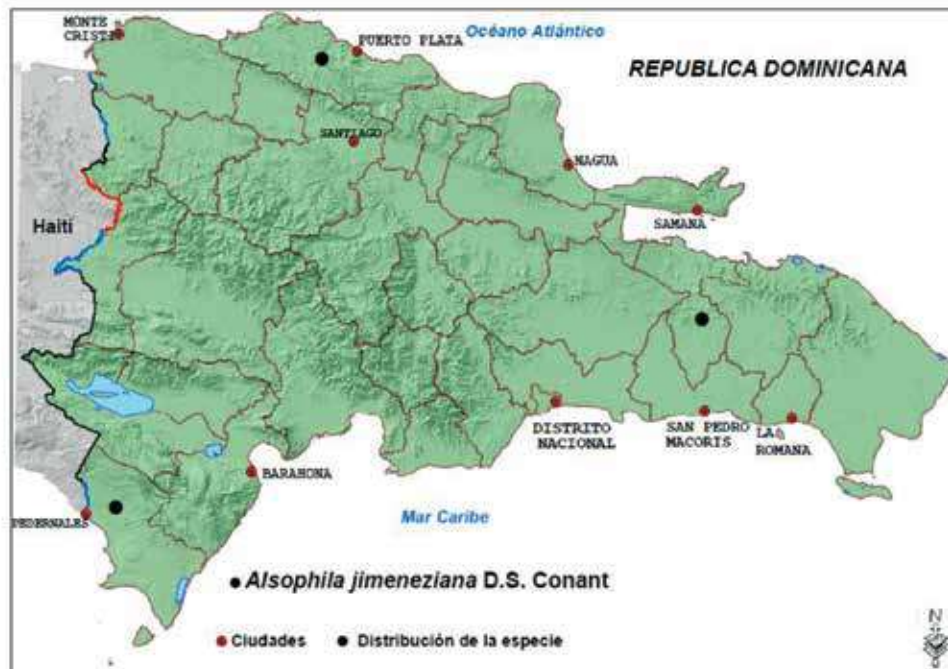 MONTE
CRISTI
Océano Atlántico
PUERTO PLATA
REPUBLICA DOMINICANA
SANTIAGO
NAGUA
SAMANA
Haití
DISTRITO
NACIONAL
SAN PEDRO
MACORIS
LA
ROMANA
BARAHONA
PEDERNALES
Mar Caribe
Alsophila jimeneziana D.S. Conant
Ciudades
Distribución de la especie
N